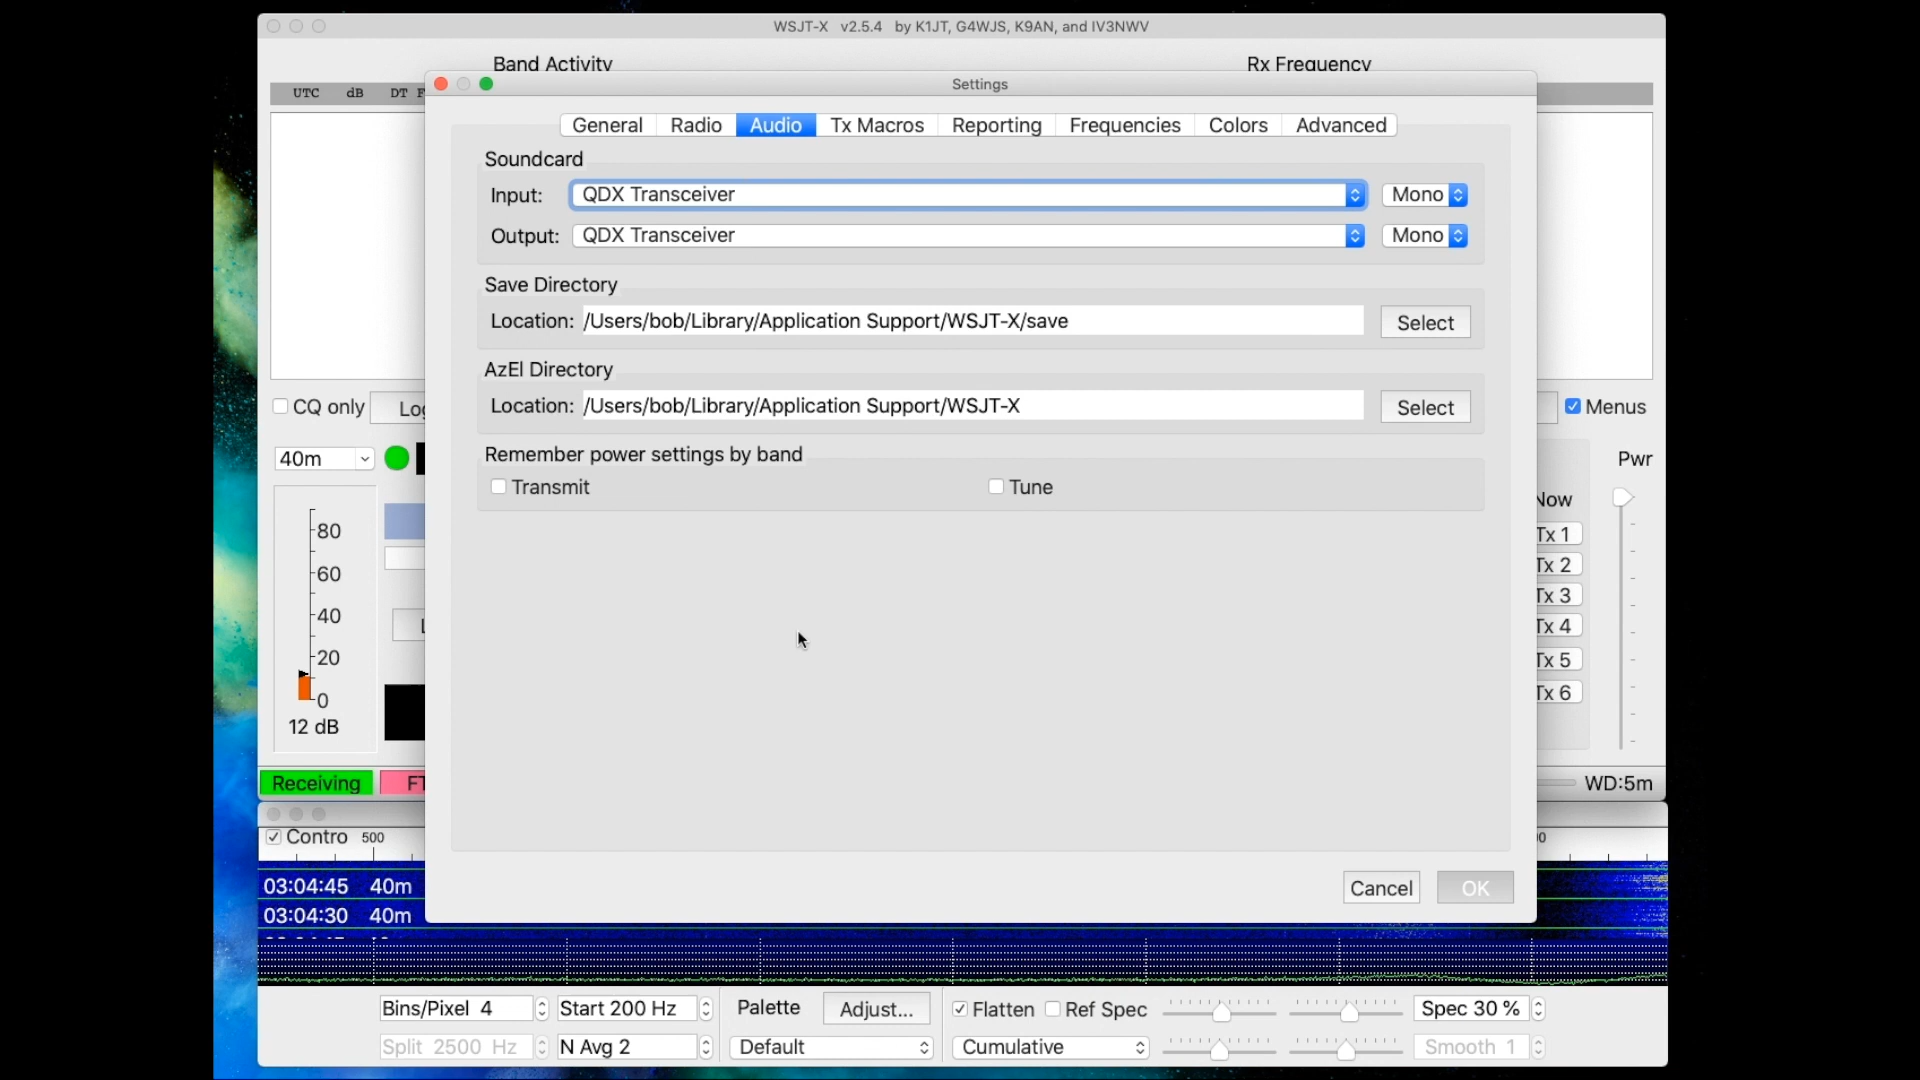 WSJT-X v2.5.4 by K1JT, G4WJS, K9AN, and IV3NWV
Band Activity
Rx Frequency
UTC dB DT F
Settings
General Radio Audio Tx Macros Reporting Frequencies Colors Advanced
Soundcard
Input: QDX Transceiver Mono
Output: QDX Transceiver Mono
Save Directory
Location: /Users/bob/Library/Application Support/WSJT-X/save Select
AzEl Directory
Location: /Users/bob/Library/Application Support/WSJT-X Select
Remember power settings by band
Transmit Tune
CQ only Log
Menus
40m
Pwr
Now
80
60
40
20
0
12 dB
Tx 1
Tx 2
Tx 3
Tx 4
Tx 5
Tx 6
Receiving FT
WD:5m
Cancel OK
Contro 500
03:04:45 40m
03:04:30 40m
Bins/Pixel 4 Start 200 Hz Palette Adjust... Flatten Ref Spec Spec 30 %
Split 2500 Hz N Avg 2 Default Cumulative Smooth 1